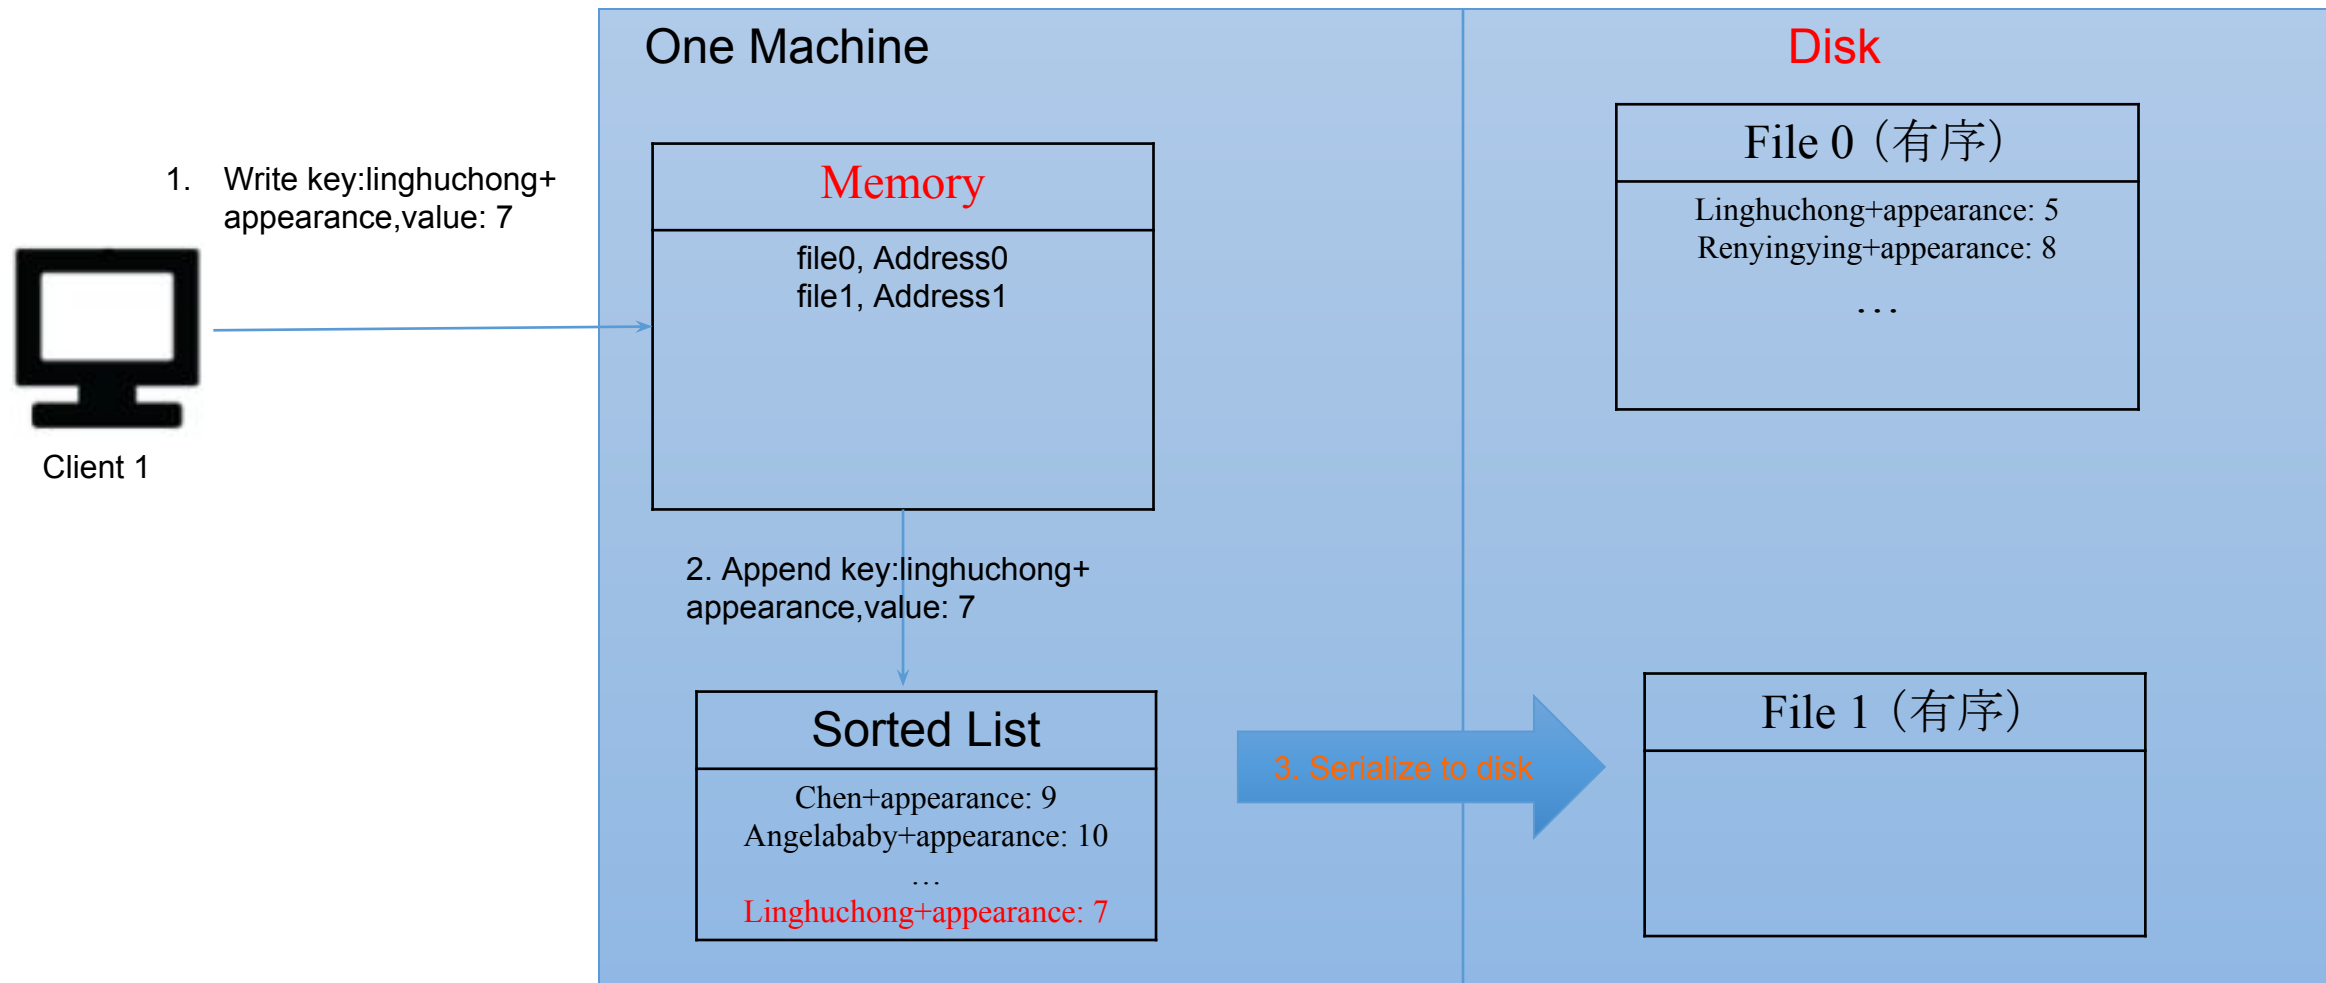 One Machine
Disk
1. Write key:linghuchong+
appearance,value: 7
Client 1
Memory
file0, Address0
file1, Address1
2. Append key:linghuchong+
appearance,value: 7
Sorted List
Chen+appearance: 9
Angelababy+appearance: 10
...
Linghuchong+appearance: 7
3. Serialize to disk
File 0（有序）
Linghuchong+appearance: 5
Renyingying+appearance: 8
...
File 1（有序）